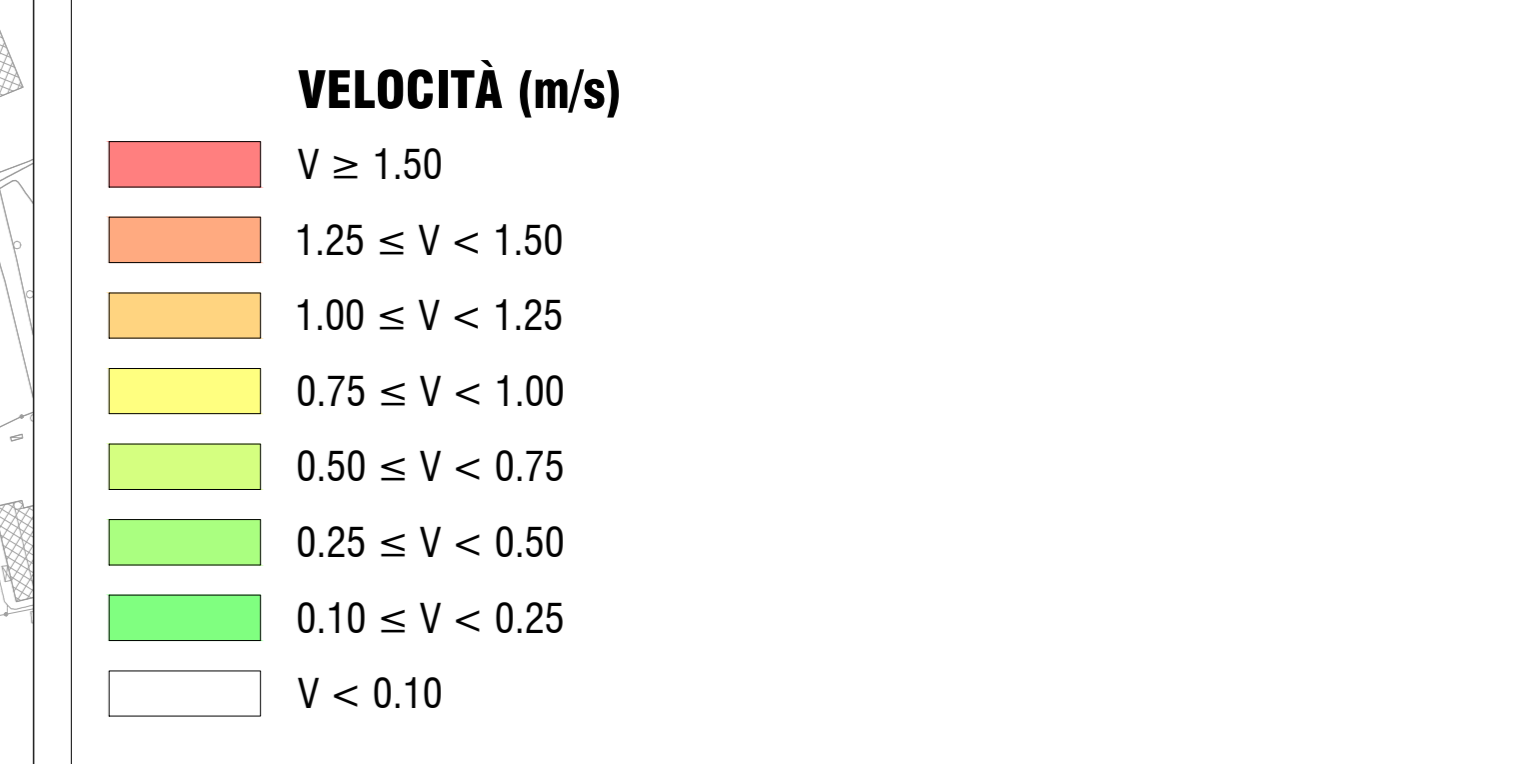 VELOCITÀ (m/s)
V ≥ 1.50
1.25 ≤ V < 1.50
1.00 ≤ V < 1.25
0.75 ≤ V < 1.00
0.50 ≤ V < 0.75
0.25 ≤ V < 0.50
0.10 ≤ V < 0.25
V < 0.10